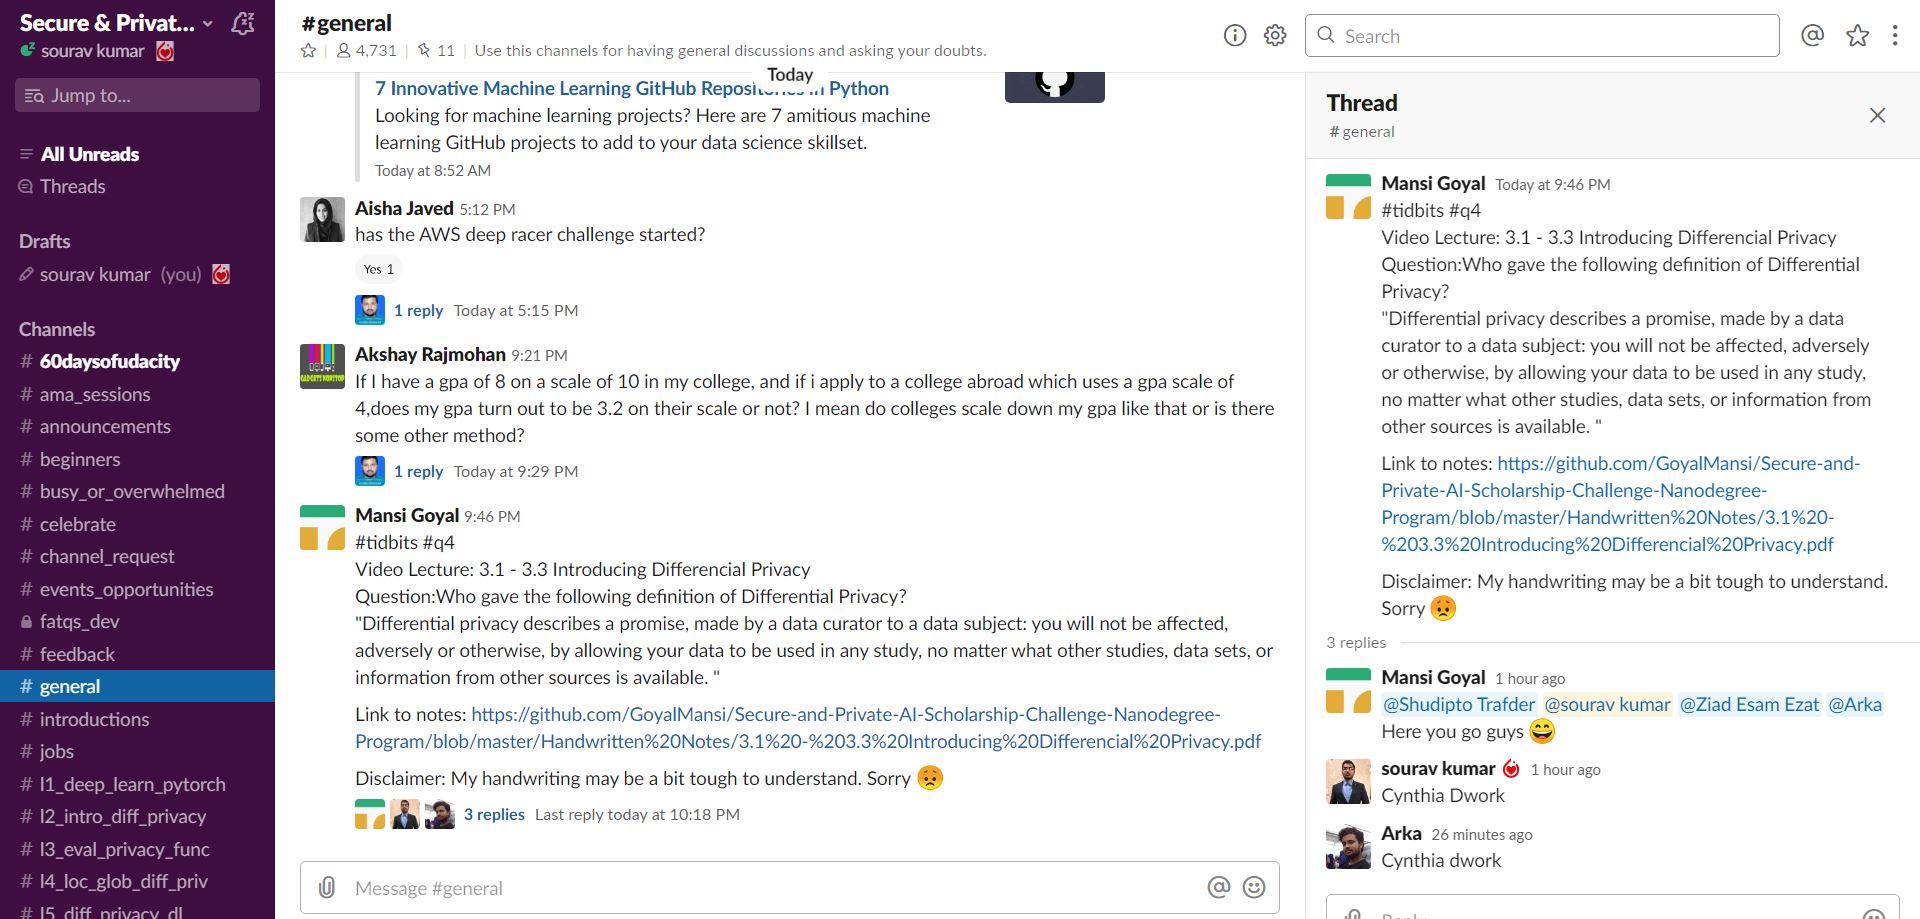 Secure & Privat...
sourav kumar
Jump to...
All Unreads
Threads
Drafts
sourav kumar (you)
Channels
# 60daysofudacity
# ama_sessions
# announcements
# beginners
# busy_or_overwhelmed
# celebrate
# channel_request
# events_opportunities
fatqs_dev
# feedback
# general
# introductions
# jobs
# l1_deep_learn_pytorch
# l2_intro_diff_privacy
# l3_eval_privacy_func
# l4_loc_glob_diff_priv
# l5_diff_privacy_dl
#general
4,731 | 11 | Use this channels for having general discussions and asking your doubts.
Search
Today
7 Innovative Machine Learning GitHub Repositories in Python
Looking for machine learning projects? Here are 7 amitious machine
learning GitHub projects to add to your data science skillset.
Today at 8:52 AM
Aisha Javed 5:12 PM
has the AWS deep racer challenge started?
Yes 1
1 reply Today at 5:15 PM
Akshay Rajmohan 9:21 PM
If I have a gpa of 8 on a scale of 10 in my college, and if i apply to a college abroad which uses a gpa scale of
4,does my gpa turn out to be 3.2 on their scale or not? I mean do colleges scale down my gpa like that or is there
some other method?
1 reply Today at 9:29 PM
Mansi Goyal 9:46 PM
#tidbits #q4
Video Lecture: 3.1 - 3.3 Introducing Differencial Privacy
Question:Who gave the following definition of Differential Privacy?
"Differential privacy describes a promise, made by a data curator to a data subject: you will not be affected,
adversely or otherwise, by allowing your data to be used in any study, no matter what other studies, data sets, or
information from other sources is available. "
Link to notes: https://github.com/GoyalMansi/Secure-and-Private-AI-Scholarship-Challenge-Nanodegree-
Program/blob/master/Handwritten%20Notes/3.1%20-%203.3%20Introducing%20Differencial%20Privacy.pdf
Disclaimer: My handwriting may be a bit tough to understand. Sorry
3 replies Last reply today at 10:18 PM
Message #general
Thread
# general
Mansi Goyal Today at 9:46 PM
#tidbits #q4
Video Lecture: 3.1 - 3.3 Introducing Differencial Privacy
Question:Who gave the following definition of Differential
Privacy?
"Differential privacy describes a promise, made by a data
curator to a data subject: you will not be affected, adversely
or otherwise, by allowing your data to be used in any study,
no matter what other studies, data sets, or information from
other sources is available. "
Link to notes: https://github.com/GoyalMansi/Secure-and-
Private-AI-Scholarship-Challenge-Nanodegree-
Program/blob/master/Handwritten%20Notes/3.1%20-
%203.3%20Introducing%20Differencial%20Privacy.pdf
Disclaimer: My handwriting may be a bit tough to understand.
Sorry
3 replies
Mansi Goyal 1 hour ago
@Shudipto Trafder @sourav kumar @Ziad Esam Ezat @Arka
Here you go guys
sourav kumar 1 hour ago
Cynthia Dwork
Arka 26 minutes ago
Cynthia dwork